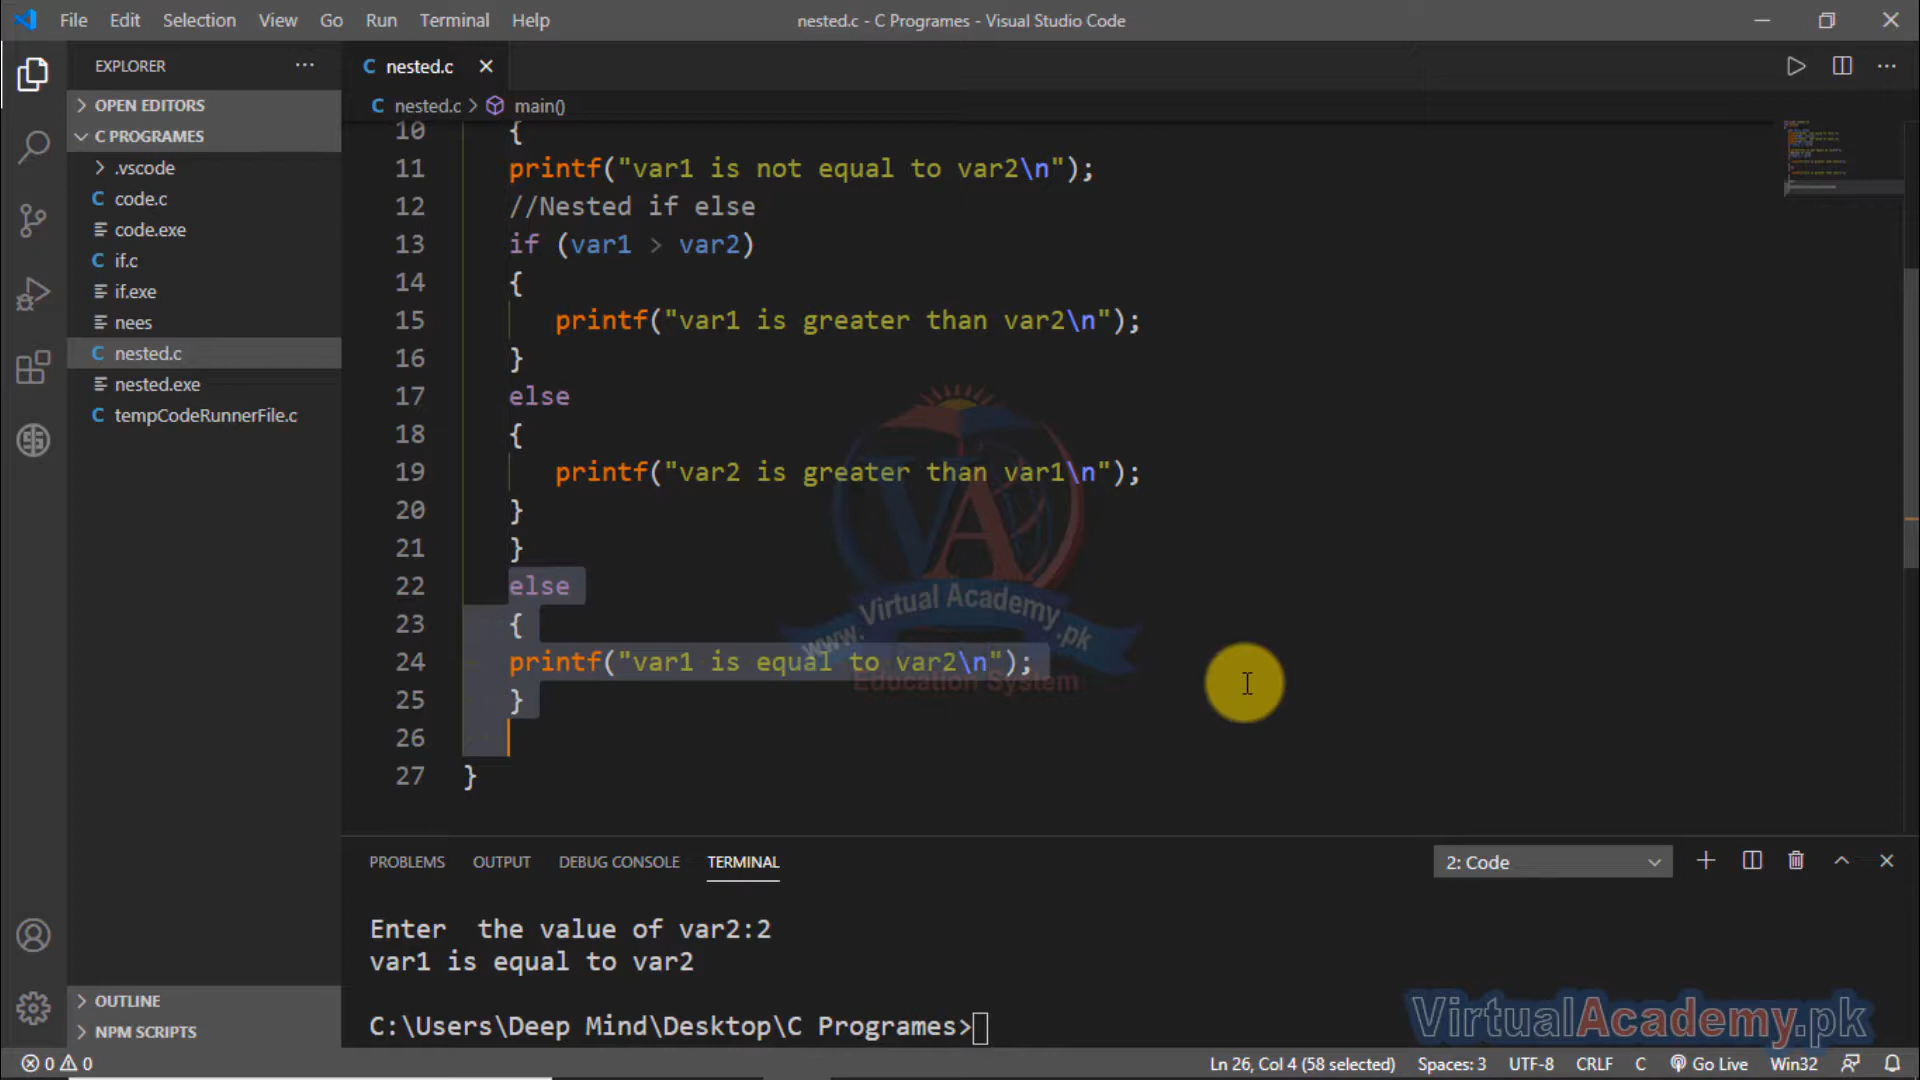 File Edit Selection View Go Run Terminal Help
nested.c - C Programes - Visual Studio Code
EXPLORER
OPEN EDITORS
C PROGRAMES
.vscode
C code.c
code.exe
C if.c
if.exe
nees
C nested.c
nested.exe
C tempCodeRunnerFile.c
OUTLINE
NPM SCRIPTS
C nested.c
C nested.c > main()
10 {
11 printf("var1 is not equal to var2\n");
12 //Nested if else
13 if (var1 > var2)
14 {
15 printf("var1 is greater than var2\n");
16 }
17 else
18 {
19 printf("var2 is greater than var1\n");
20 }
21 }
22 else
23 {
24 printf("var1 is equal to var2\n");
25 }
26
27 }
VA
www.Virtual Academy.pk
Education System
PROBLEMS OUTPUT DEBUG CONSOLE TERMINAL
2: Code
Enter  the value of var2:2
var1 is equal to var2
C:\Users\Deep Mind\Desktop\C Programes>
VirtualAcademy.pk
0 0
Ln 26, Col 4 (58 selected) Spaces: 3 UTF-8 CRLF C Go Live Win32